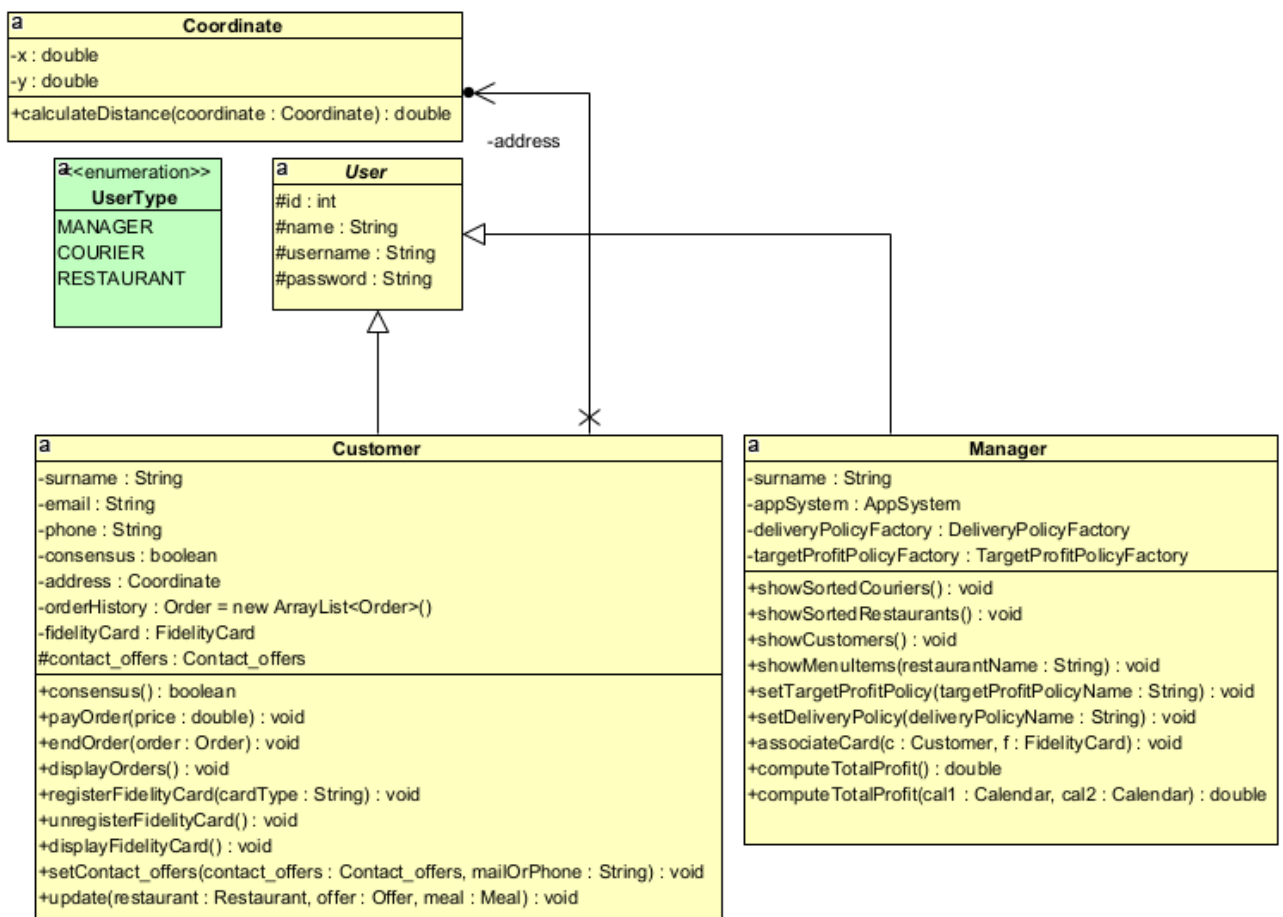 a
Coordinate
-x : double
-y : double
+calculateDistance(coordinate : Coordinate) : double
-address
a
<<enumeration>>
UserType
MANAGER
COURIER
RESTAURANT
a
User
#id : int
#name : String
#username : String
#password : String
a
Customer
-surname : String
-email : String
-phone : String
-consensus : boolean
-address : Coordinate
-orderHistory : Order = new ArrayList<Order>()
-fidelityCard : FidelityCard
#contact_offers : Contact_offers
+consensus() : boolean
+payOrder(price : double) : void
+endOrder(order : Order) : void
+displayOrders() : void
+registerFidelityCard(cardType : String) : void
+unregisterFidelityCard() : void
+displayFidelityCard() : void
+setContact_offers(contact_offers : Contact_offers, mailOrPhone : String) : void
+update(restaurant : Restaurant, offer : Offer, meal : Meal) : void
a
Manager
-surname : String
-appSystem : AppSystem
-deliveryPolicyFactory : DeliveryPolicyFactory
-targetProfitPolicyFactory : TargetProfitPolicyFactory
+showSortedCouriers() : void
+showSortedRestaurants() : void
+showCustomers() : void
+showMenuItems(restaurantName : String) : void
+setTargetProfitPolicy(targetProfitPolicyName : String) : void
+setDeliveryPolicy(deliveryPolicyName : String) : void
+associateCard(c : Customer, f : FidelityCard) : void
+computeTotalProfit() : double
+computeTotalProfit(cal1 : Calendar, cal2 : Calendar) : double